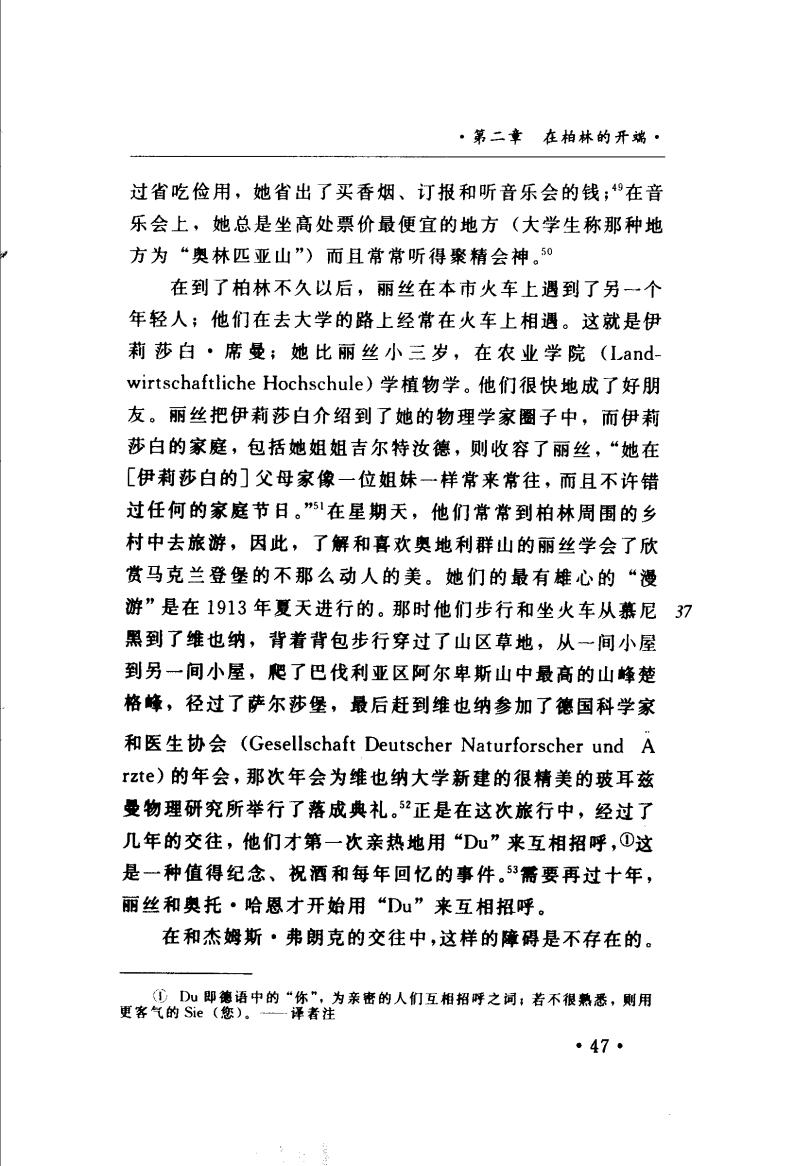 ·第二章　在柏林的开端·
过省吃俭用，她省出了买香烟、订报和听音乐会的钱；49在音
乐会上，她总是坐高处票价最便宜的地方（大学生称那种地
方为“奥林匹亚山”）而且常常听得聚精会神。50
在到了柏林不久以后，丽丝在本市火车上遇到了另一个
年轻人；他们在去大学的路上经常在火车上相遇。这就是伊
莉莎白·席曼；她比丽丝小三岁，在农业学院（Land-
wirtschaftliche Hochschule）学植物学。他们很快地成了好朋
友。丽丝把伊莉莎白介绍到了她的物理学家圈子中，而伊莉
莎白的家庭，包括她姐姐吉尔特汝德，则收容了丽丝，“她在
［伊莉莎白的］父母家像一位姐妹一样常来常往，而且不许错
过任何的家庭节日。”51在星期天，他们常常到柏林周围的乡
村中去旅游，因此，了解和喜欢奥地利群山的丽丝学会了欣
赏马克兰登堡的不那么动人的美。她们的最有雄心的“漫
游”是在1913年夏天进行的。那时他们步行和坐火车从慕尼
37
黑到了维也纳，背着背包步行穿过了山区草地，从一间小屋
到另一间小屋，爬了巴伐利亚区阿尔卑斯山中最高的山峰楚
格峰，径过了萨尔莎堡，最后赶到维也纳参加了德国科学家
和医生协会（Gesellschaft Deutscher Naturforscher und Ä
rzte）的年会，那次年会为维也纳大学新建的很精美的玻耳兹
曼物理研究所举行了落成典礼。52正是在这次旅行中，经过了
几年的交往，他们才第一次亲热地用“Du”来互相招呼，①这
是一种值得纪念、祝酒和每年回忆的事件。53需要再过十年，
丽丝和奥托·哈恩才开始用“Du”来互相招呼。
在和杰姆斯·弗朗克的交往中，这样的障碍是不存在的。
① Du即德语中的“你”，为亲密的人们互相招呼之词；若不很熟悉，则用
更客气的Sie（您）。——译者注
·47·